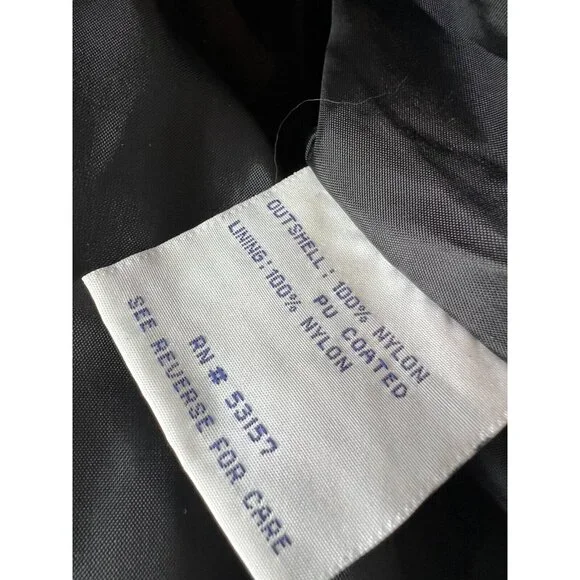 OUTSHELL: 100% NYLON
PU COATED
LINING: 100% NYLON
RN# 53157
SEE REVERSE FOR CARE